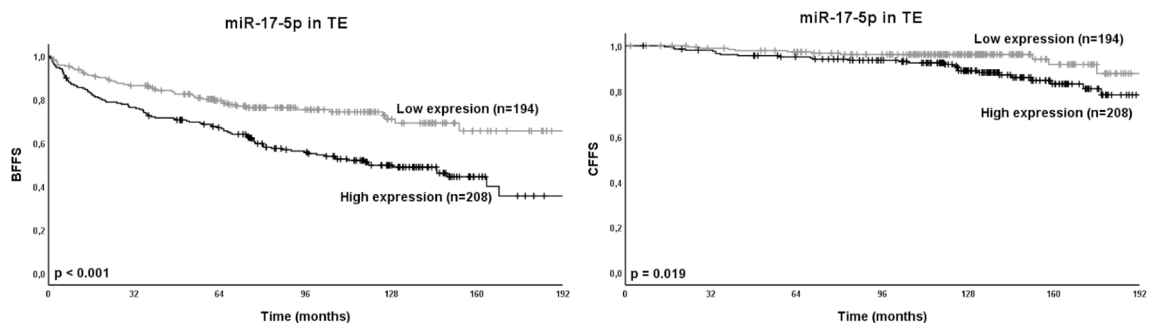 miR-17-5p in TE
BFFS
1,0
0,8
0,6
0,4
0,2
0,0
Low expresion (n=194)
High expression (n=208)
p < 0.001
0 32 64 96 128 160 192
Time (months)
miR-17-5p in TE
CFFS
1,0
0,8
0,6
0,4
0,2
0,0
Low expression (n=194)
High expression (n=208)
p = 0.019
0 32 64 96 128 160 192
Time (months)